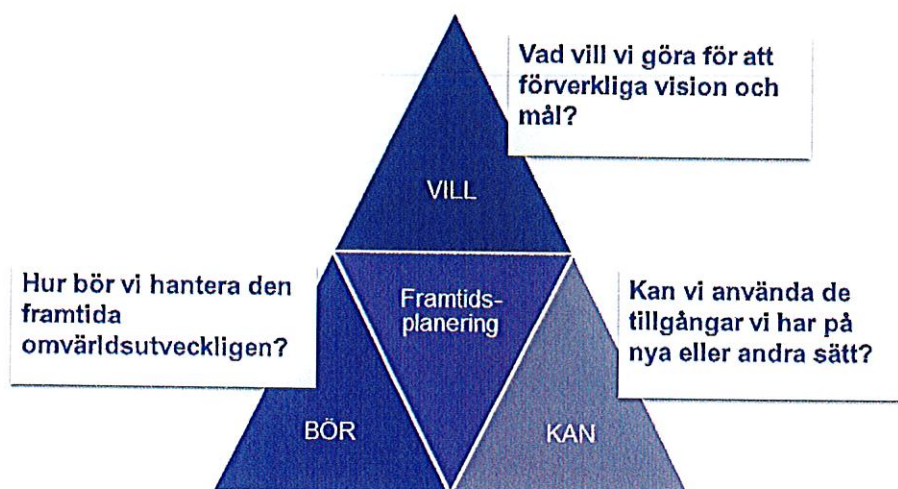 Vad vill vi göra för att
förverkliga vision och
mål?
VILL
Hur bör vi hantera den
framtida
omvärldsutveckligen?
Framtids-
planering
Kan vi använda de
tillgångar vi har på
nya eller andra sätt?
BÖR
KAN